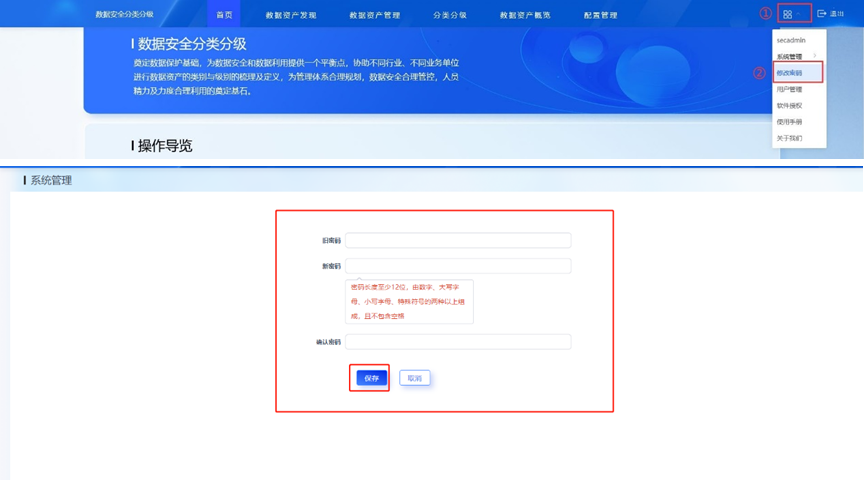 数据安全分类分级
首页
数据资产发现
数据资产管理
分类分级
数据资产概览
配置管理
①
退出
数据安全分类分级
奠定数据保护基础，为数据安全和数据利用提供一个平衡点，协助不同行业、不同业务单位
进行数据资产的类别与级别的梳理及定义，为管理体系合理规划，数据安全合理管控，人员
精力及力度合理利用的奠定基石。
secadmin
系统管理
②
修改密码
用户管理
软件授权
使用手册
关于我们
操作导览
系统管理
旧密码
新密码
密码长度至少12位，由数字、大写字
母、小写字母、特殊符号的两种以上组
成，且不包含空格
确认密码
保存
取消